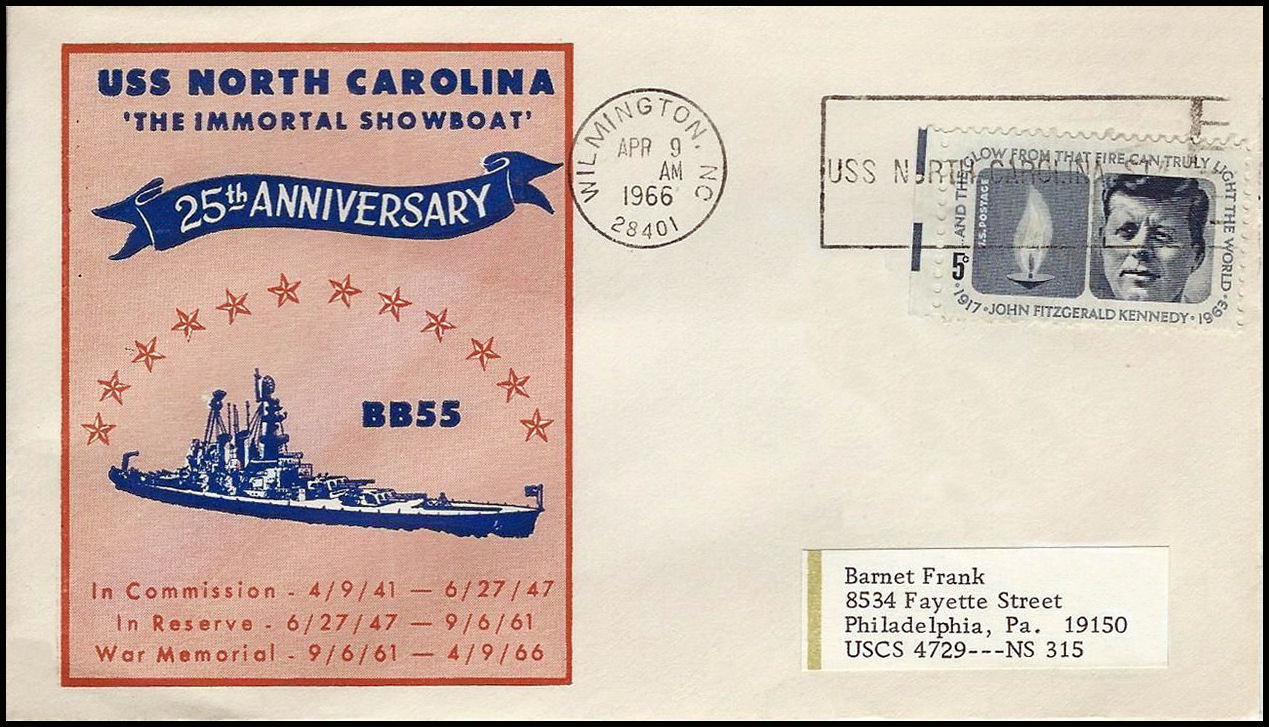 USS NORTH CAROLINA
'THE IMMORTAL SHOWBOAT'
25th ANNIVERSARY
BB55
In Commission - 4/9/41 — 6/27/47
In Reserve - 6/27/47 — 9/6/61
War Memorial - 9/6/61 — 4/9/66
WILMINGTON, NC
APR 9
AM
1966
28401
USS NORTH CAROLINA
...AND THE GLOW FROM THAT FIRE CAN TRULY LIGHT THE WORLD
U.S. POSTAGE
5c
1917 • JOHN FITZGERALD KENNEDY • 1963
Barnet Frank
8534 Fayette Street
Philadelphia, Pa. 19150
USCS 4729---NS 315